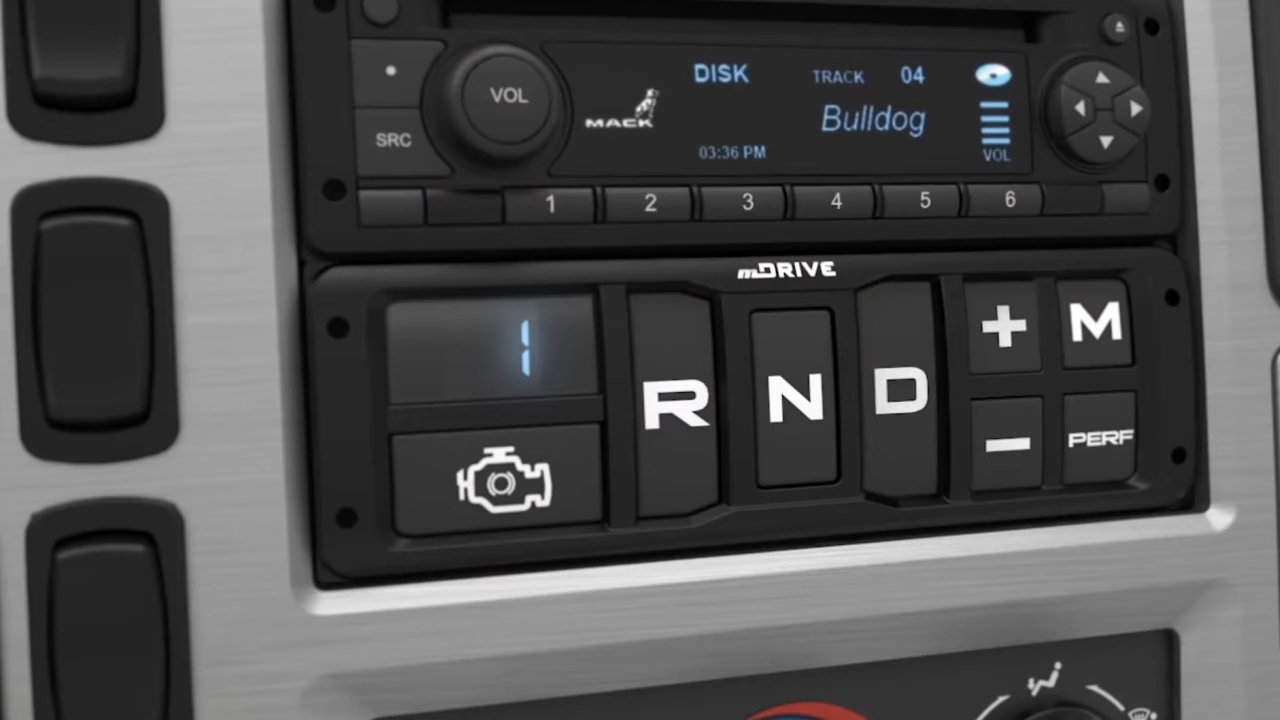 DISK TRACK 04
VOL
MACK Bulldog
SRC
03:36 PM VOL
1 2 3 4 5 6
mDRIVE
1
R N D + M
- PERF